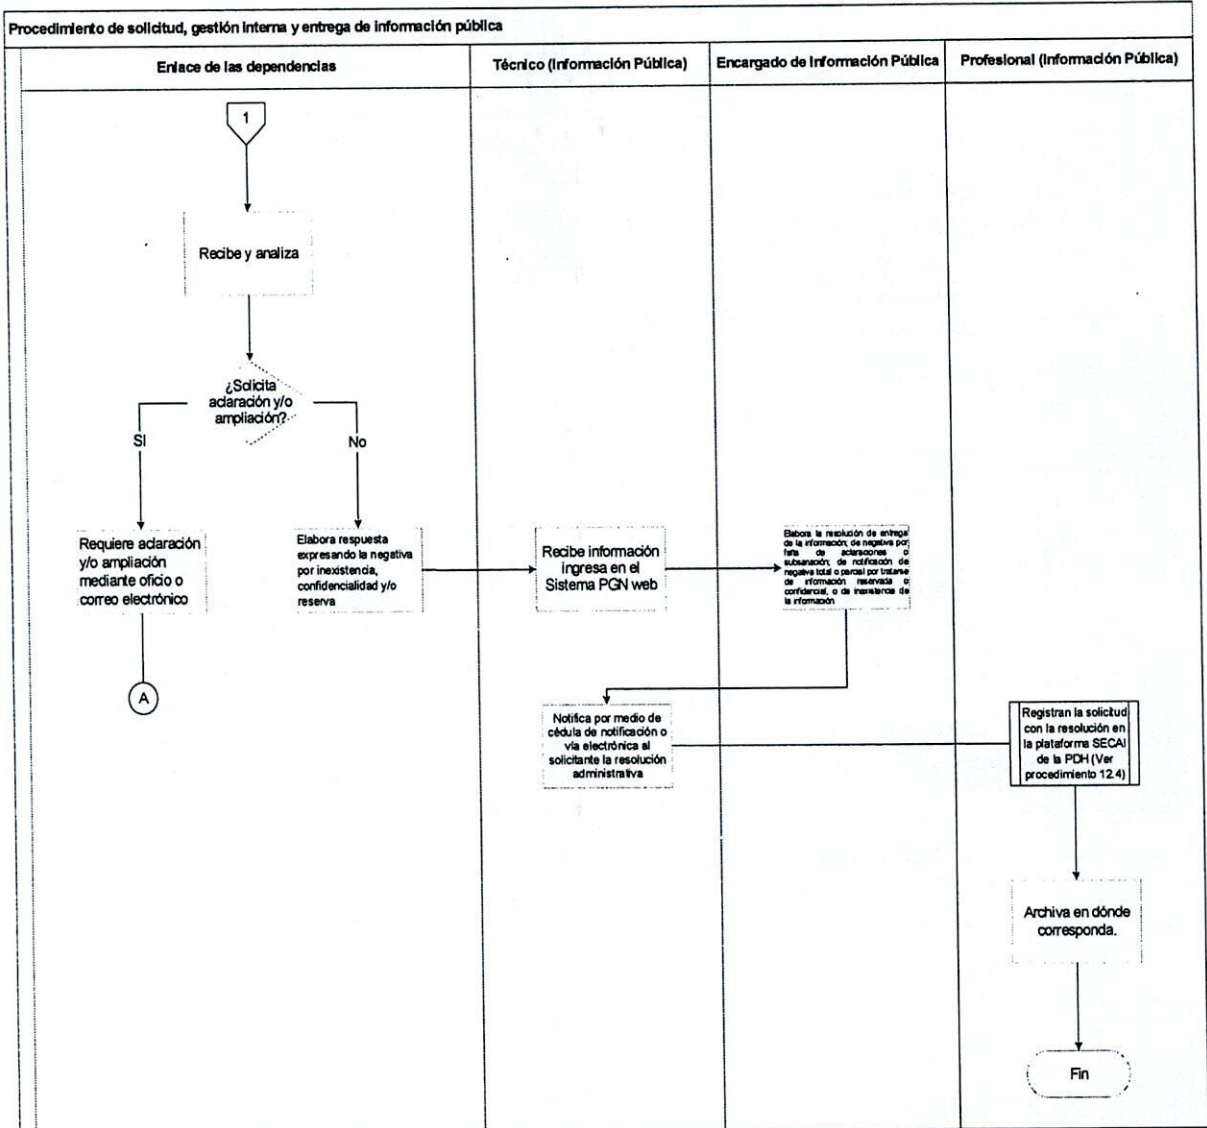 Procedimiento de solicitud, gestión interna y entrega de información pública
Enlace de las dependencias
Técnico (Información Pública)
Encargado de Información Pública
Profesional (Información Pública)
1
Recibe y analiza
¿Solicita
aclaración y/o
ampliación?
SI
No
Requiere aclaración
y/o ampliación
mediante oficio o
correo electrónico
Elabora respuesta
expresando la negativa
por inexistencia,
confidencialidad y/o
reserva
Recibe información
ingresa en el
Sistema PGN web
Elabora la resolución de entrega
de la información; de negativa por
falta de aclaraciones o
subsanación; de notificación de
negativa total o parcial por tratarse
de información reservada o
confidencial, o de inexistencia de
la información
A
Notifica por medio de
cédula de notificación o
vía electrónica al
solicitante la resolución
administrativa
Registran la solicitud
con la resolución en
la plataforma SECAI
de la PDH (Ver
procedimiento 12.4)
Archiva en dónde
corresponda.
Fin